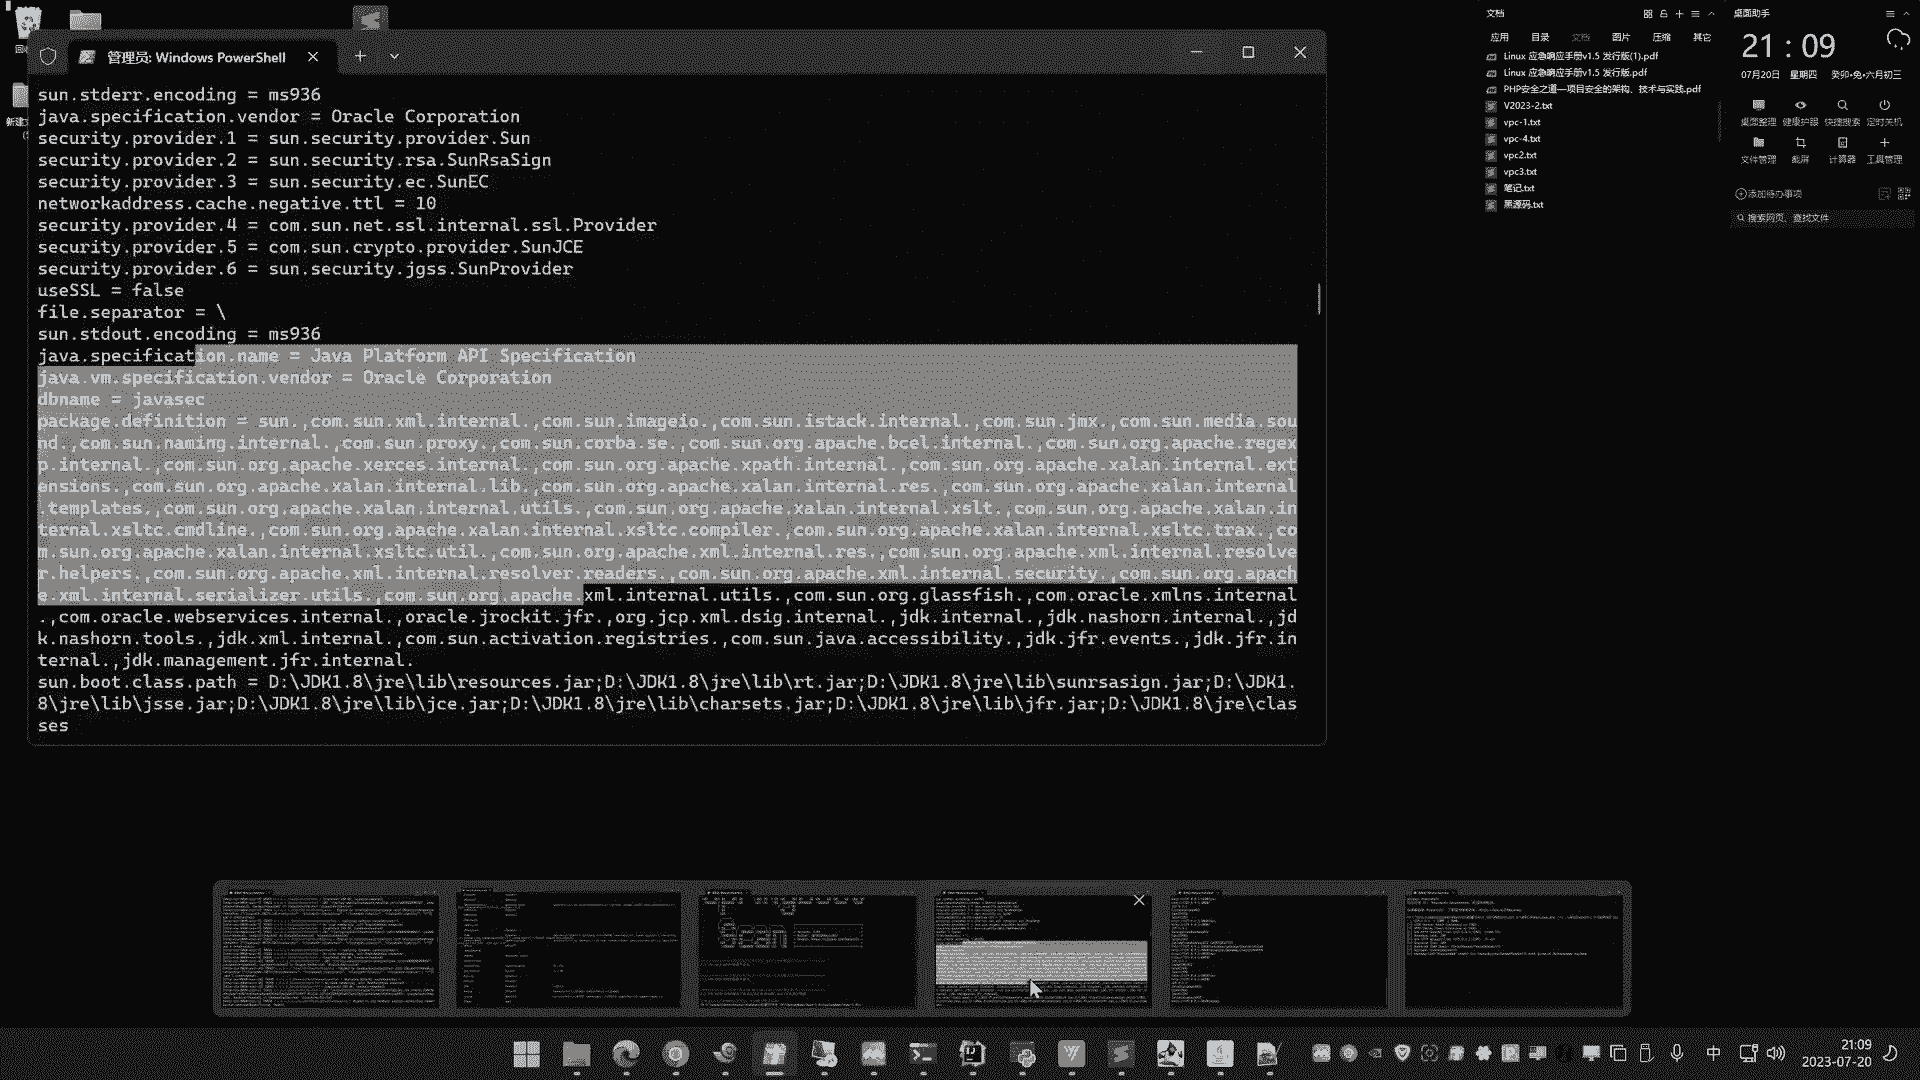 管理员: Windows PowerShell
sun.stderr.encoding = ms936
java.specification.vendor = Oracle Corporation
security.provider.1 = sun.security.provider.Sun
security.provider.2 = sun.security.rsa.SunRsaSign
security.provider.3 = sun.security.ec.SunEC
networkaddress.cache.negative.ttl = 10
security.provider.4 = com.sun.net.ssl.internal.ssl.Provider
security.provider.5 = com.sun.crypto.provider.SunJCE
security.provider.6 = sun.security.jgss.SunProvider
useSSL = false
file.separator = \
sun.stdout.encoding = ms936
java.specification.name = Java Platform API Specification
java.vm.specification.vendor = Oracle Corporation
dbname = javasec
package.definition = sun.,com.sun.xml.internal.,com.sun.imageio.,com.sun.istack.internal.,com.sun.jmx.,com.sun.media.sou
nd.,com.sun.naming.internal.,com.sun.proxy.,com.sun.corba.se.,com.sun.org.apache.bcel.internal.,com.sun.org.apache.regex
p.internal.,com.sun.org.apache.xerces.internal.,com.sun.org.apache.xpath.internal.,com.sun.org.apache.xalan.internal.ext
ensions.,com.sun.org.apache.xalan.internal.lib.,com.sun.org.apache.xalan.internal.res.,com.sun.org.apache.xalan.internal
.templates.,com.sun.org.apache.xalan.internal.utils.,com.sun.org.apache.xalan.internal.xslt.,com.sun.org.apache.xalan.in
ternal.xsltc.cmdline.,com.sun.org.apache.xalan.internal.xsltc.compiler.,com.sun.org.apache.xalan.internal.xsltc.trax.,co
m.sun.org.apache.xalan.internal.xsltc.util.,com.sun.org.apache.xml.internal.res.,com.sun.org.apache.xml.internal.resolve
r.helpers.,com.sun.org.apache.xml.internal.resolver.readers.,com.sun.org.apache.xml.internal.security.,com.sun.org.apach
e.xml.internal.serializer.utils.,com.sun.org.apache.xml.internal.utils.,com.sun.org.glassfish.,com.oracle.xmlns.internal
.,com.oracle.webservices.internal.,oracle.jrockit.jfr.,org.jcp.xml.dsig.internal.,jdk.internal.,jdk.nashorn.internal.,jd
k.nashorn.tools.,jdk.xml.internal.,com.sun.activation.registries.,com.sun.java.accessibility.,jdk.jfr.events.,jdk.jfr.in
ternal.,jdk.management.jfr.internal.
sun.boot.class.path = D:\JDK1.8\jre\lib\resources.jar;D:\JDK1.8\jre\lib\rt.jar;D:\JDK1.8\jre\lib\sunrsasign.jar;D:\JDK1.
8\jre\lib\jsse.jar;D:\JDK1.8\jre\lib\jce.jar;D:\JDK1.8\jre\lib\charsets.jar;D:\JDK1.8\jre\lib\jfr.jar;D:\JDK1.8\jre\clas
ses
文档
应用 目录 文档 图片 压缩 其它
Linux 应急响应手册v1.5 发行版(1).pdf
Linux 应急响应手册v1.5 发行版.pdf
PHP安全之道—项目安全的架构、技术与实践.pdf
V2023-2.txt
vpc-1.txt
vpc-4.txt
vpc2.txt
vpc3.txt
笔记.txt
黑源码.txt
桌面助手
21:09
07月20日 星期四 癸卯•兔•六月初三
桌面整理 健康护眼 快捷搜索 定时关机
文件管理 截屏 计算器 工具管理
添加待办事项
搜索网页、查找文件
中
21:09
2023-07-20